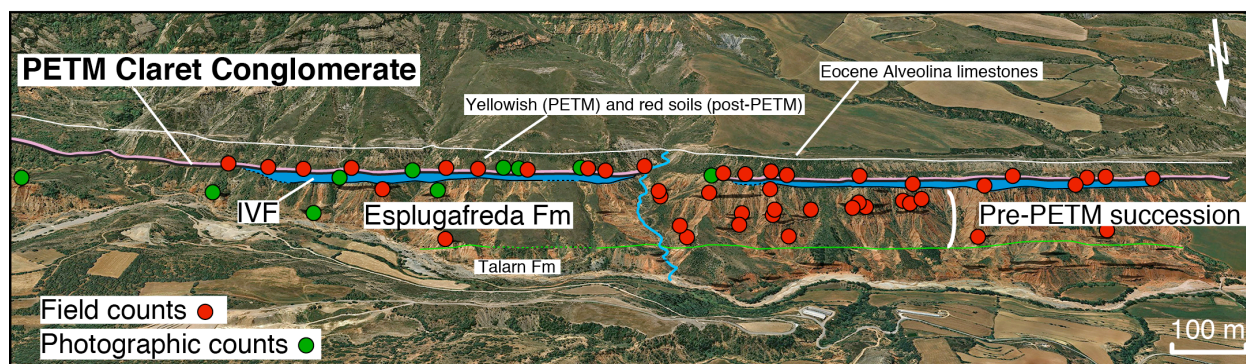 PETM Claret Conglomerate
Eocene Alveolina limestones
Yellowish (PETM) and red soils (post-PETM)
N
IVF
Esplugafreda Fm
Pre-PETM succession
Talarn Fm
Field counts
Photographic counts
100 m